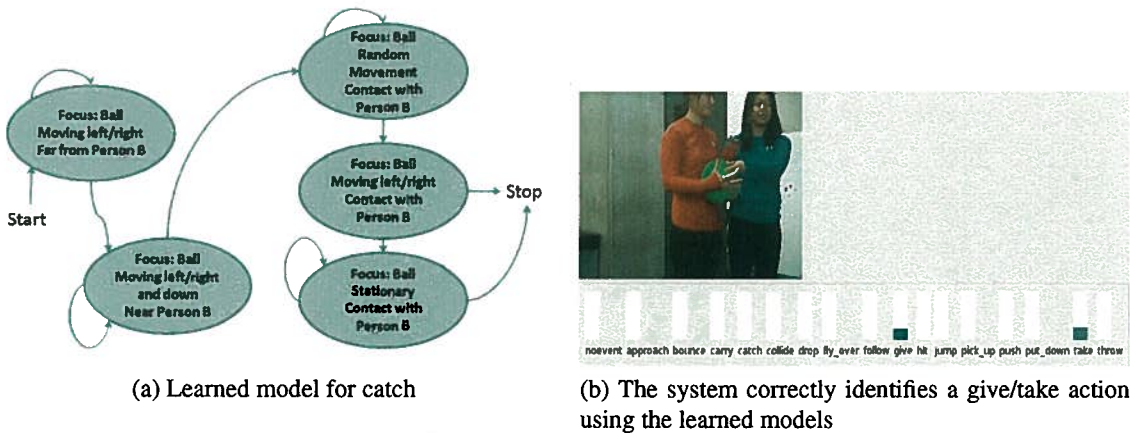 Focus: Ball
Moving left/right
Far from Person B
Start
Focus: Ball
Moving left/right
and down
Near Person B
Focus: Ball
Random
Movement
Contact with
Person B
Focus: Ball
Moving left/right
Contact with
Person B
Stop
Focus: Ball
Stationary
Contact with
Person B
(a) Learned model for catch
noevent approach bounce carry catch collide drop fly_over follow give hit jump pick_up push put_down take throw
(b) The system correctly identifies a give/take action
using the learned models